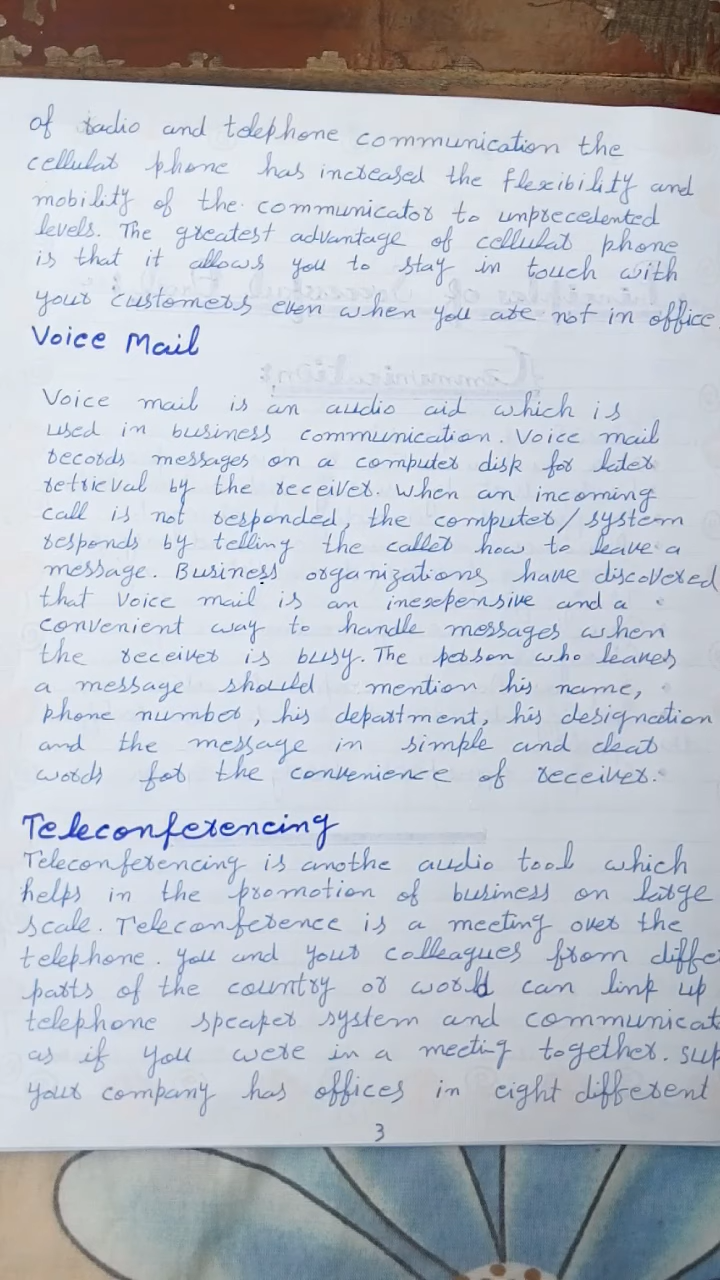 of radio and telephone communication the
cellular phone has increased the flexibility and
mobility of the communicator to unprecedented
levels. The greatest advantage of cellular phone
is that it allows you to stay in touch with
your customers even when you are not in office
Voice Mail
Voice mail is an audio aid which is
used in business communication. Voice mail
records messages on a computer disk for later
retrieval by the receiver. When an incoming
call is not responded, the computer/system
responds by telling the caller how to leave a
message. Business organizations have discovered
that Voice mail is an inexpensive and a
convenient way to handle messages when
the receiver is busy. The person who leaves
a message should mention his name,
phone number, his department, his designation
and the message in simple and clear
words for the convenience of receiver.
Teleconferencing
Teleconferencing is anothe audio tool which
helps in the promotion of business on large
scale. Teleconference is a meeting over the
telephone. you and your colleagues from diffe
parts of the country or world can link up
telephone speaper system and communicat
as if you were in a meeting together. Sup
your company has offices in eight different
3